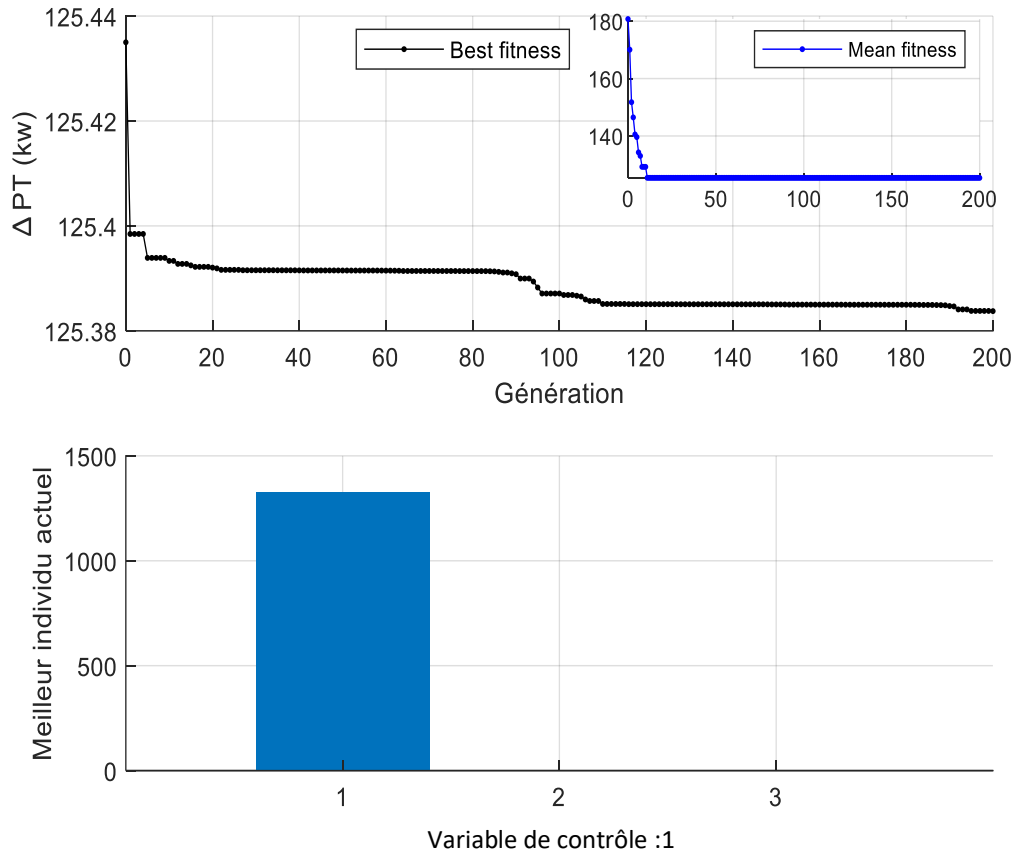 125.44
125.42
125.4
125.38
Δ PT (kw)
Best fitness
180
160
140
Mean fitness
0 50 100 150 200
0 20 40 60 80 100 120 140 160 180 200
Génération
1500
1000
500
0
Meilleur individu actuel
1 2 3
Variable de contrôle :1